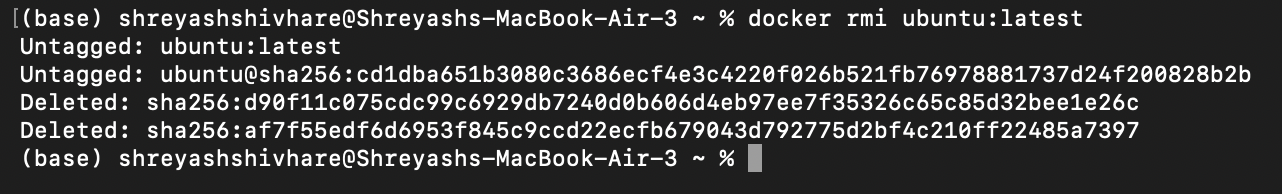 [(base) shreyashshivhare@Shreyashs-MacBook-Air-3 ~ % docker rmi ubuntu:latest
Untagged: ubuntu:latest
Untagged: ubuntu@sha256:cd1dba651b3080c3686ecf4e3c4220f026b521fb76978881737d24f200828b2b
Deleted: sha256:d90f11c075cdc99c6929db7240d0b606d4eb97ee7f35326c65c85d32bee1e26c
Deleted: sha256:af7f55edf6d6953f845c9ccd22ecfb679043d792775d2bf4c210ff22485a7397
(base) shreyashshivhare@Shreyashs-MacBook-Air-3 ~ %